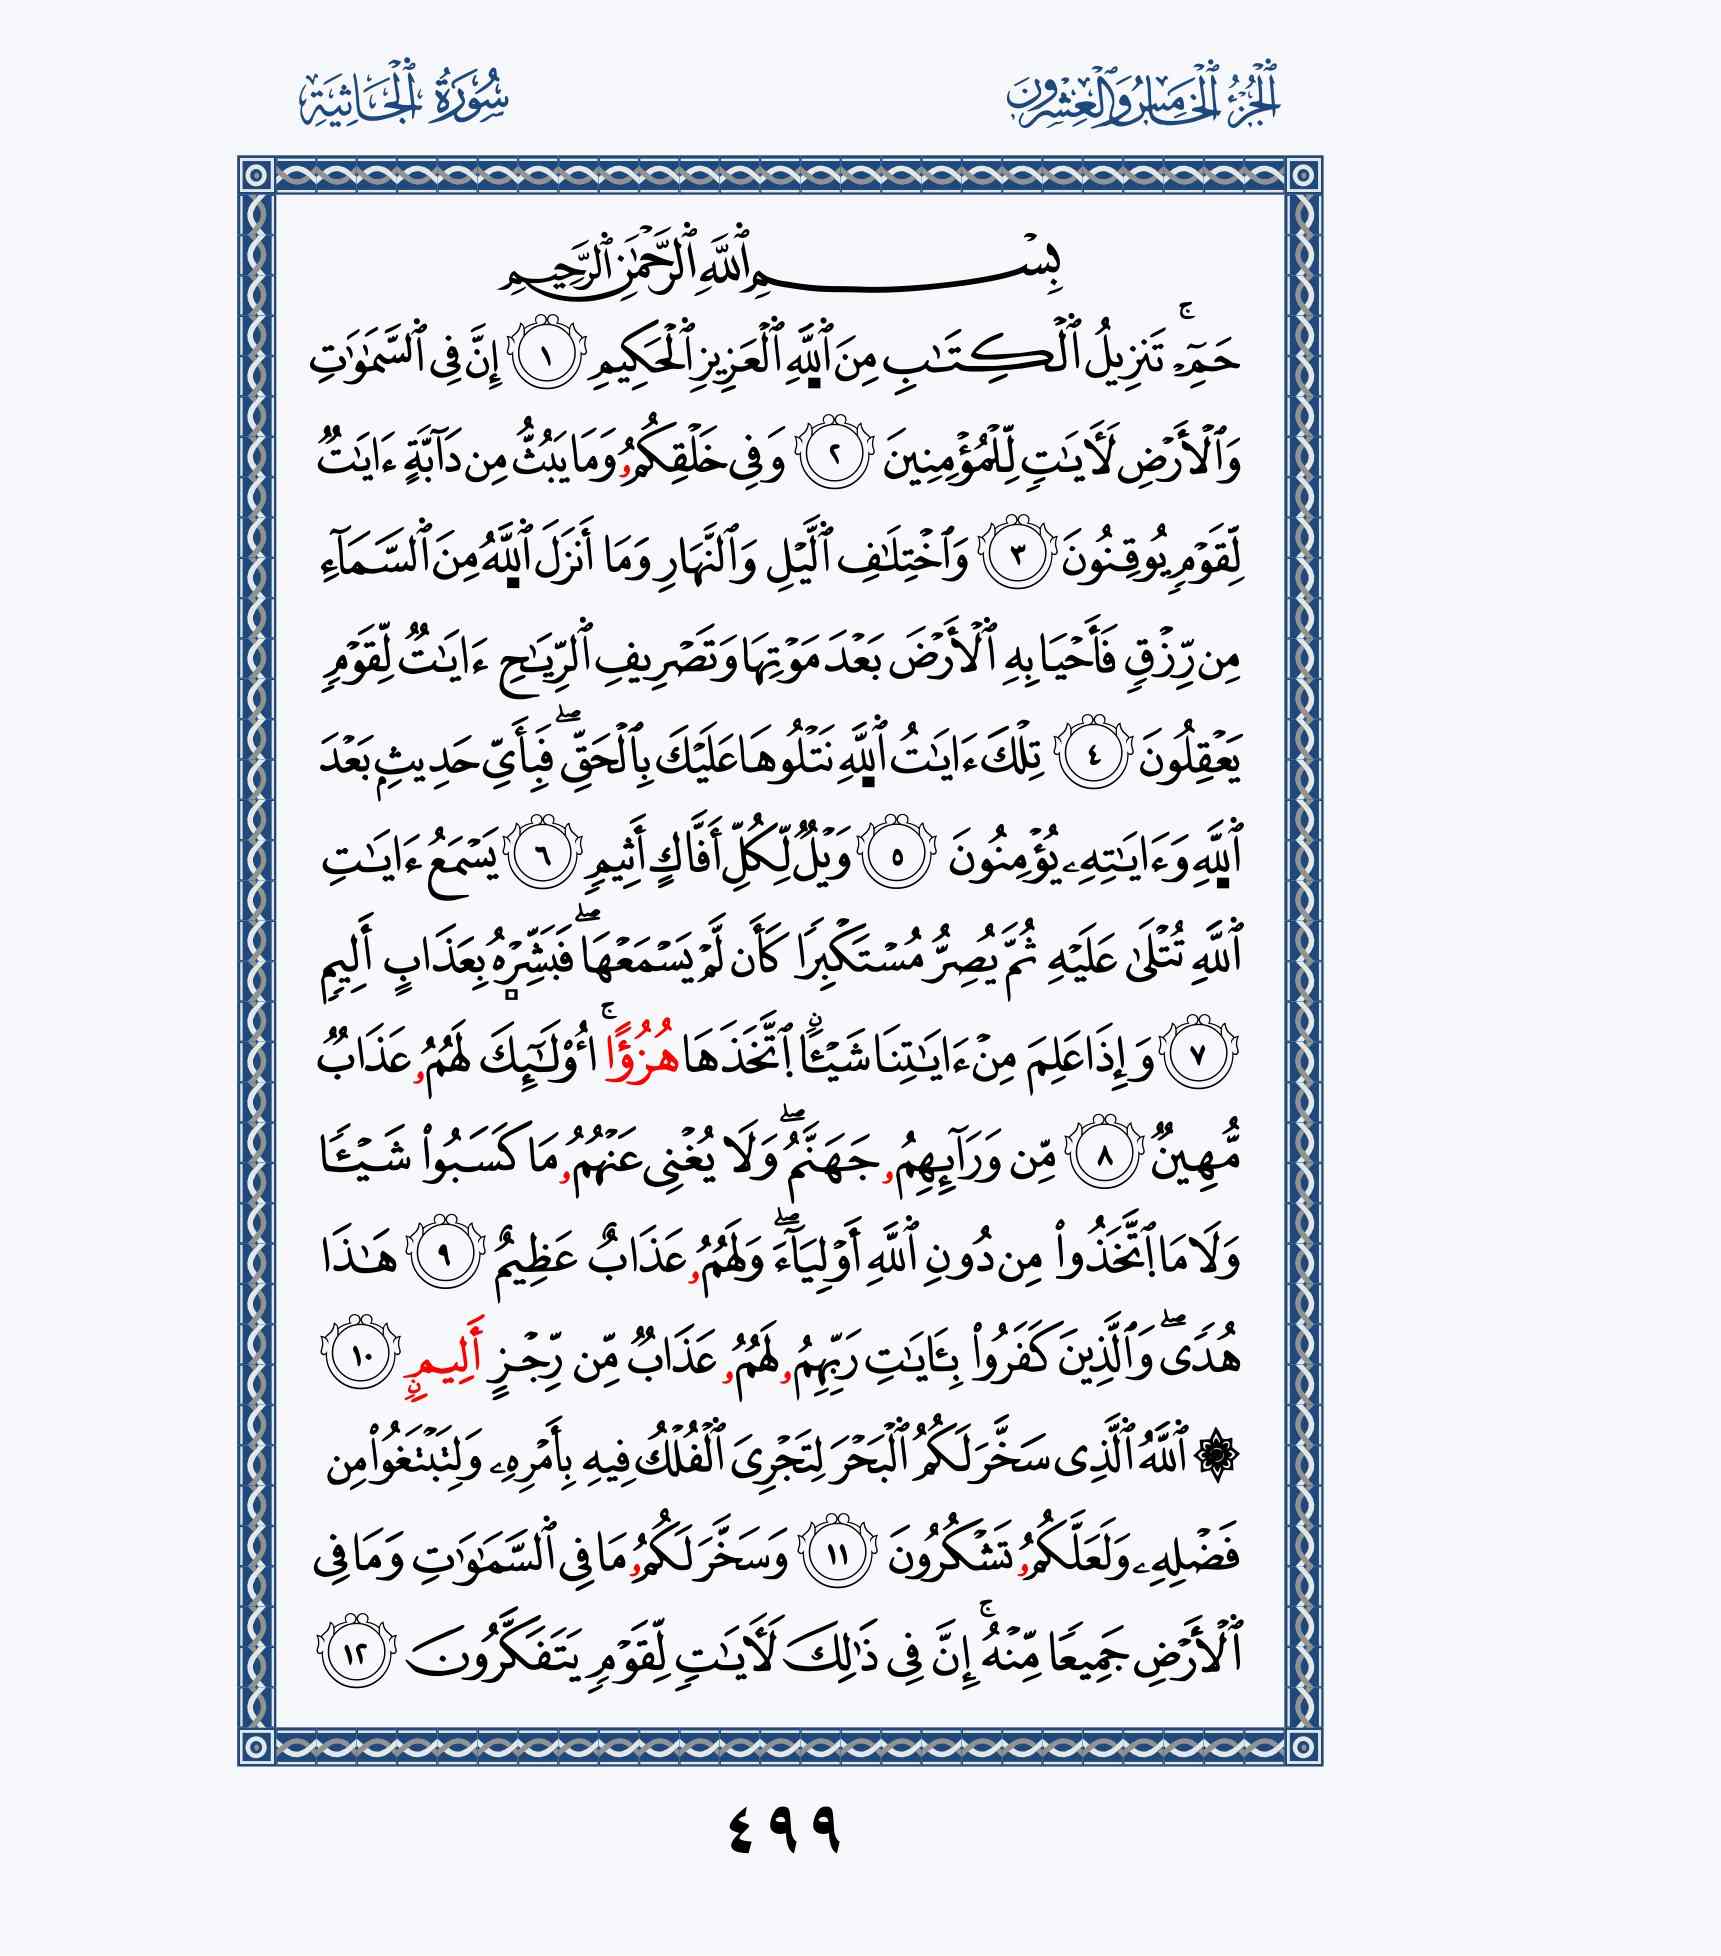 ٱلۡجُزۡءُ ٱلۡخَامِسُ وَٱلۡعِشۡرُونَ
سُورَةُ ٱلۡجَاثِيَةِ
بِسۡمِ ٱللَّهِ ٱلرَّحۡمَٰنِ ٱلرَّحِيمِ
حَمِٓۚ تَنزِيلُ ٱلۡكِتَٰبِ مِنَ ٱللَّهِ ٱلۡعَزِيزِ ٱلۡحَكِيمِ ١ إِنَّ فِي ٱلسَّمَٰوَٰتِ
وَٱلۡأَرۡضِ لَأٓيَٰتٖ لِّلۡمُؤۡمِنِينَ ٢ وَفِي خَلۡقِكُمُۥ وَمَا يَبُثُّ مِن دَآبَّةٍ ءَايَٰتٞ
لِّقَوۡمٖ يُوقِنُونَ ٣ وَٱخۡتِلَٰفِ ٱلَّيۡلِ وَٱلنَّهَارِ وَمَا أَنزَلَ ٱللَّهُ مِنَ ٱلسَّمَآءِ
مِن رِّزۡقٖ فَأَحۡيَا بِهِ ٱلۡأَرۡضَ بَعۡدَ مَوۡتِهَا وَتَصۡرِيفِ ٱلرِّيَٰحِ ءَايَٰتٞ لِّقَوۡمٖ
يَعۡقِلُونَ ٤ تِلۡكَ ءَايَٰتُ ٱللَّهِ نَتۡلُوهَا عَلَيۡكَ بِٱلۡحَقِّۖ فَبِأَيِّ حَدِيثِۭ بَعۡدَ
ٱللَّهِ وَءَايَٰتِهِۦ يُؤۡمِنُونَ ٥ وَيۡلٞ لِّكُلِّ أَفَّاكٍ أَثِيمٖ ٦ يَسۡمَعُ ءَايَٰتِ
ٱللَّهِ تُتۡلَىٰ عَلَيۡهِ ثُمَّ يُصِرُّ مُسۡتَكۡبِرٗا كَأَن لَّمۡ يَسۡمَعۡهَاۖ فَبَشِّرۡهُ بِعَذَابٍ أَلِيمٖ
٧ وَإِذَا عَلِمَ مِنۡ ءَايَٰتِنَا شَيۡـًٔا ٱتَّخَذَهَا هُزُؤًاۚ أُوْلَٰٓئِكَ لَهُمُۥ عَذَابٞ
مُّهِينٞ ٨ مِّن وَرَآئِهِمُۥ جَهَنَّمُۖ وَلَا يُغۡنِي عَنۡهُمُۥ مَا كَسَبُواْ شَيۡـٔٗا
وَلَا مَا ٱتَّخَذُواْ مِن دُونِ ٱللَّهِ أَوۡلِيَآءَۖ وَلَهُمُۥ عَذَابٌ عَظِيمٌ ٩ هَٰذَا
هُدٗىۖ وَٱلَّذِينَ كَفَرُواْ بِـَٔايَٰتِ رَبِّهِمُۥ لَهُمُۥ عَذَابٞ مِّن رِّجۡزٍ أَلِيمٍ ١٠
۞ ٱللَّهُ ٱلَّذِي سَخَّرَ لَكُمُ ٱلۡبَحۡرَ لِتَجۡرِيَ ٱلۡفُلۡكُ فِيهِ بِأَمۡرِهِۦ وَلِتَبۡتَغُواْ مِن
فَضۡلِهِۦ وَلَعَلَّكُمُۥ تَشۡكُرُونَ ١١ وَسَخَّرَ لَكُمُۥ مَا فِي ٱلسَّمَٰوَٰتِ وَمَا فِي
ٱلۡأَرۡضِ جَمِيعٗا مِّنۡهُۚ إِنَّ فِي ذَٰلِكَ لَأٓيَٰتٖ لِّقَوۡمٖ يَتَفَكَّرُونَ ١٢
٤٩٩